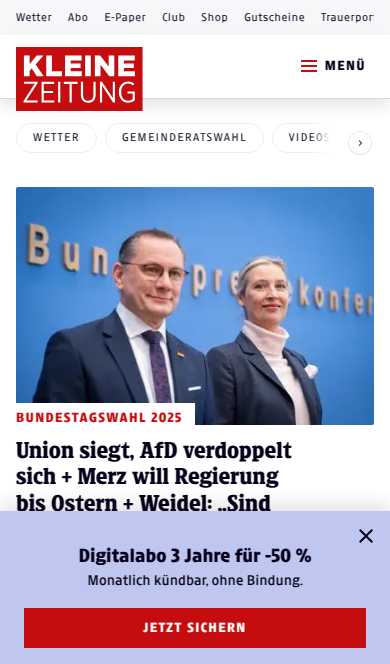 Wetter Abo E-Paper Club Shop Gutscheine Trauerpor
KLEINE
ZEITUNG
MENÜ
WETTER GEMEINDERATSWAHL VIDEOS
Bun pre konfer
BUNDESTAGSWAHL 2025
Union siegt, AfD verdoppelt
sich + Merz will Regierung
bis Ostern + Weidel: „Sind
Digitalabo 3 Jahre für -50 %
Monatlich kündbar, ohne Bindung.
JETZT SICHERN